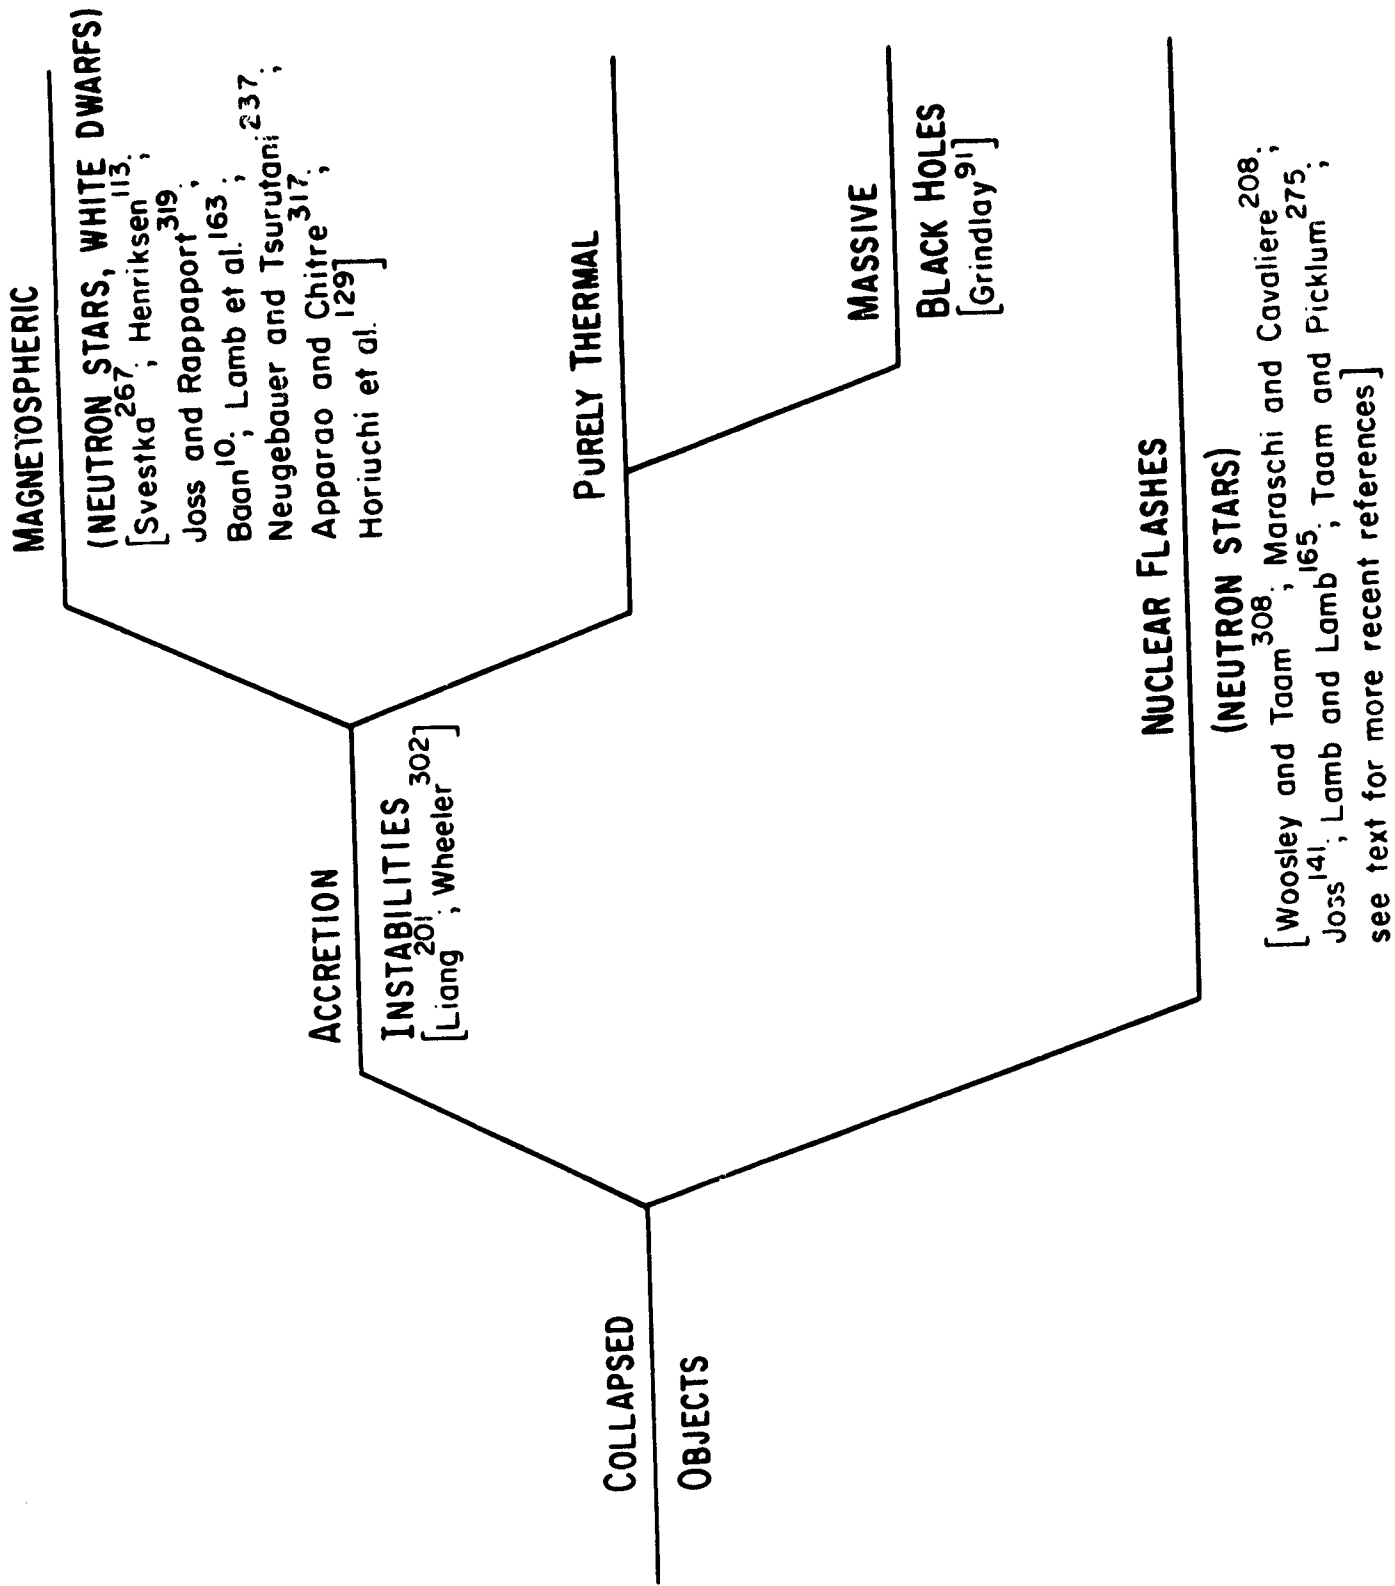 COLLAPSED
OBJECTS
ACCRETION
INSTABILITIES
[Liang201; Wheeler302]
MAGNETOSPHERIC
(NEUTRON STARS, WHITE DWARFS)
[Svestka267; Henriksen113;
Joss and Rappaport319;
Baan10; Lamb et al.163;
Neugebauer and Tsurutani237;
Apparao and Chitre317;
Horiuchi et al.129]
PURELY THERMAL
MASSIVE
BLACK HOLES
[Grindlay91]
NUCLEAR FLASHES
(NEUTRON STARS)
[Woosley and Taam308; Maraschi and Cavaliere208;
Joss141; Lamb and Lamb165; Taam and Picklum275;
see text for more recent references]